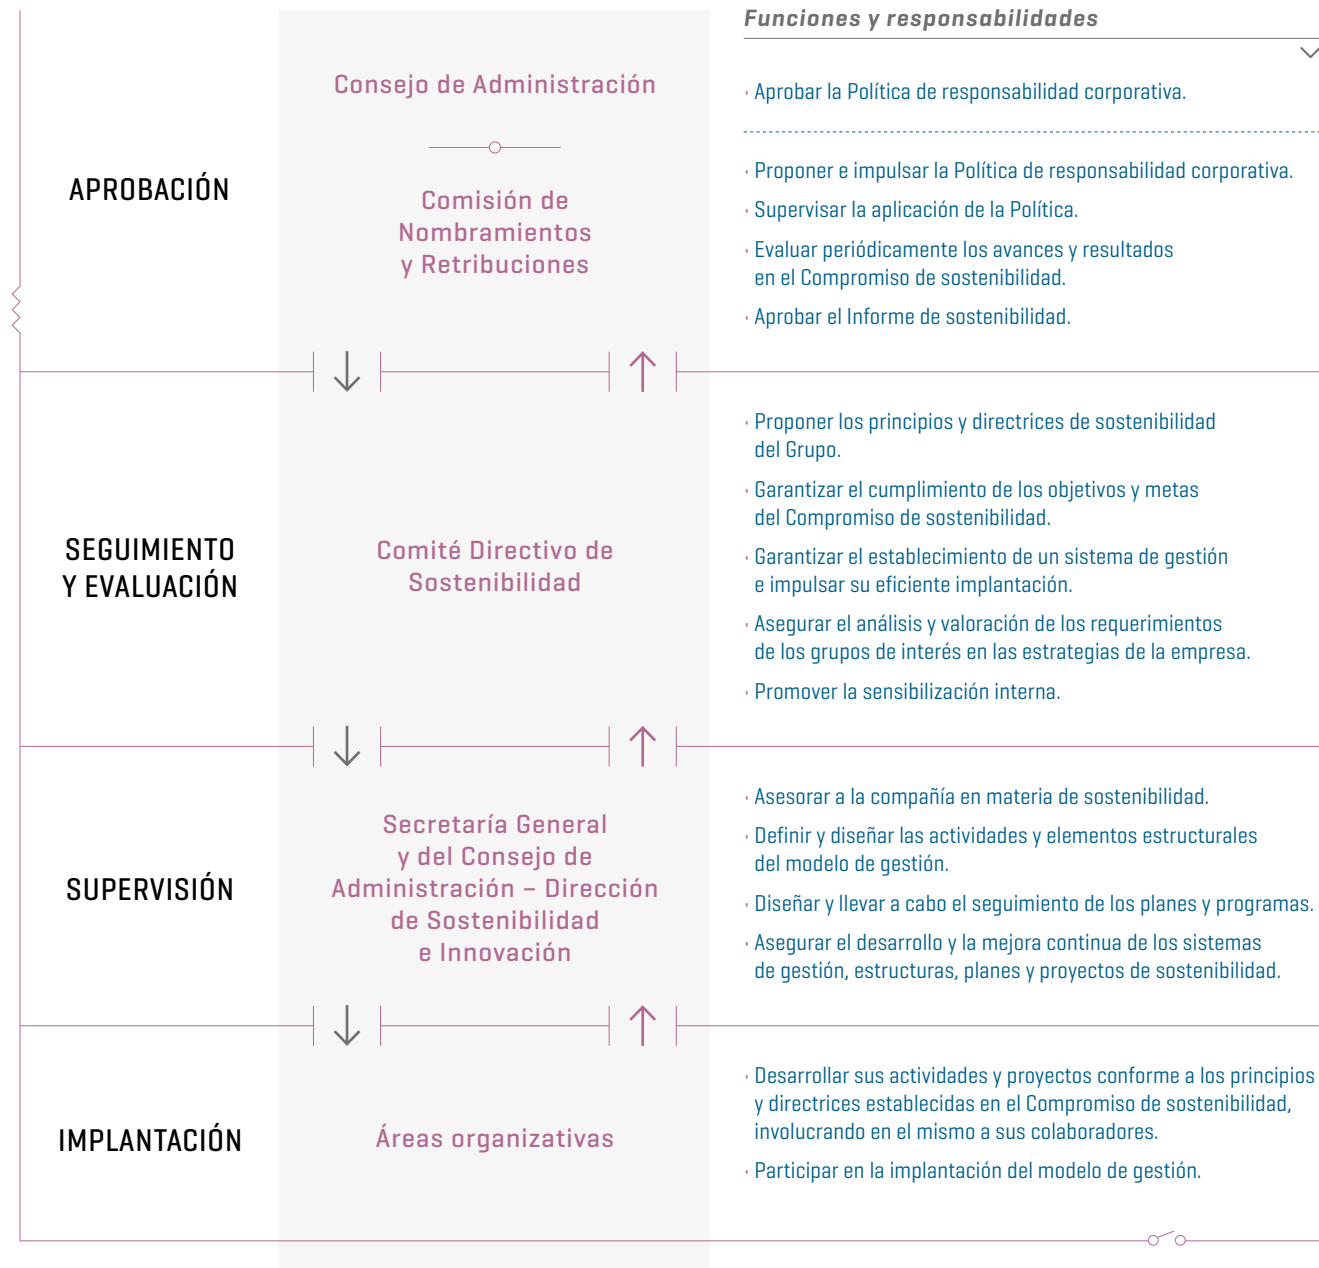 Funciones y responsabilidades
APROBACIÓN
Consejo de Administración
· Aprobar la Política de responsabilidad corporativa.
Comisión de
Nombramientos
y Retribuciones
· Proponer e impulsar la Política de responsabilidad corporativa.
· Supervisar la aplicación de la Política.
· Evaluar periódicamente los avances y resultados
en el Compromiso de sostenibilidad.
· Aprobar el Informe de sostenibilidad.
SEGUIMIENTO
Y EVALUACIÓN
Comité Directivo de
Sostenibilidad
· Proponer los principios y directrices de sostenibilidad
del Grupo.
· Garantizar el cumplimiento de los objetivos y metas
del Compromiso de sostenibilidad.
· Garantizar el establecimiento de un sistema de gestión
e impulsar su eficiente implantación.
· Asegurar el análisis y valoración de los requerimientos
de los grupos de interés en las estrategias de la empresa.
· Promover la sensibilización interna.
SUPERVISIÓN
Secretaría General
y del Consejo de
Administración – Dirección
de Sostenibilidad
e Innovación
· Asesorar a la compañía en materia de sostenibilidad.
· Definir y diseñar las actividades y elementos estructurales
del modelo de gestión.
· Diseñar y llevar a cabo el seguimiento de los planes y programas.
· Asegurar el desarrollo y la mejora continua de los sistemas
de gestión, estructuras, planes y proyectos de sostenibilidad.
IMPLANTACIÓN
Áreas organizativas
· Desarrollar sus actividades y proyectos conforme a los principios
y directrices establecidas en el Compromiso de sostenibilidad,
involucrando en el mismo a sus colaboradores.
· Participar en la implantación del modelo de gestión.